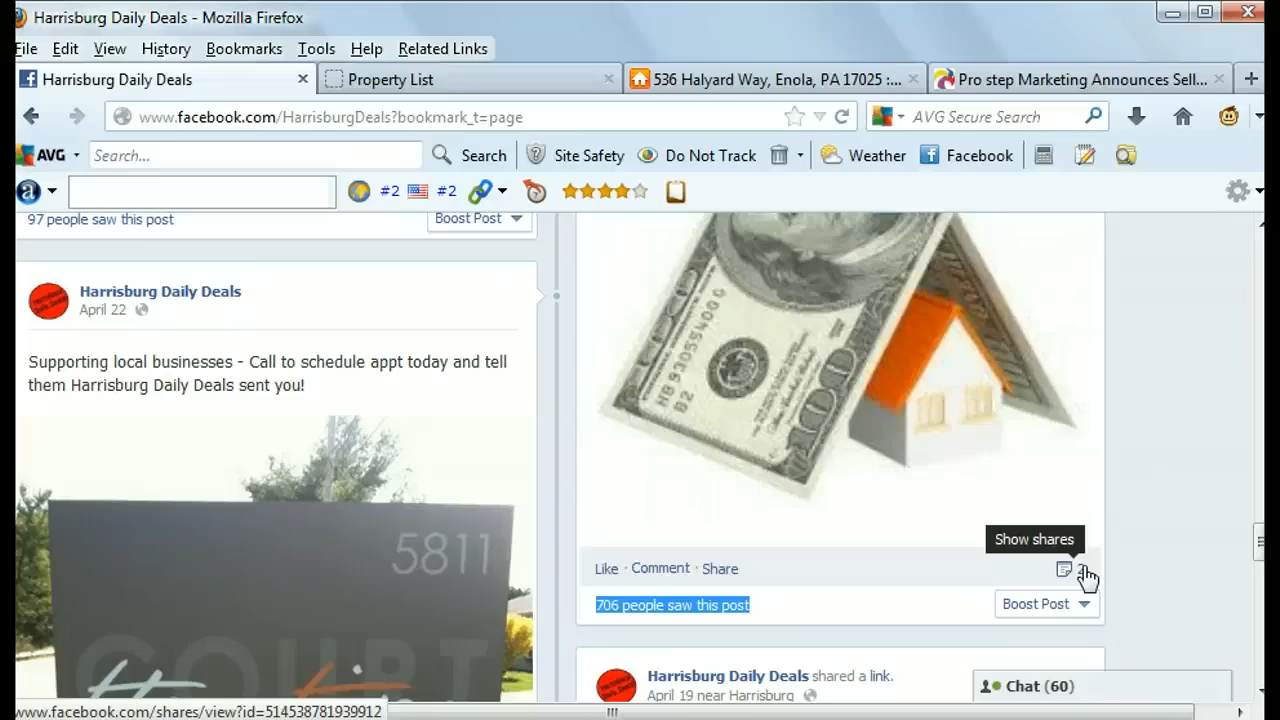 Harrisburg Daily Deals - Mozilla Firefox
File Edit View History Bookmarks Tools Help Related Links
Harrisburg Daily Deals
Property List
536 Halyard Way, Enola, PA 17025 :...
Pro step Marketing Announces Sell...
www.facebook.com/HarrisburgDeals?bookmark_t=page
AVG Secure Search
AVG
Search...
Search
Site Safety
Do Not Track
Weather
Facebook
a
#2
#2
97 people saw this post
Boost Post
Harrisburg Daily Deals
April 22
Supporting local businesses - Call to schedule appt today and tell
them Harrisburg Daily Deals sent you!
5811
COURT
HB93055400G
B2
100
Show shares
Like · Comment · Share
706 people saw this post
Boost Post
Harrisburg Daily Deals shared a link.
April 19 near Harrisburg
Chat (60)
www.facebook.com/shares/view?id=514538781939912